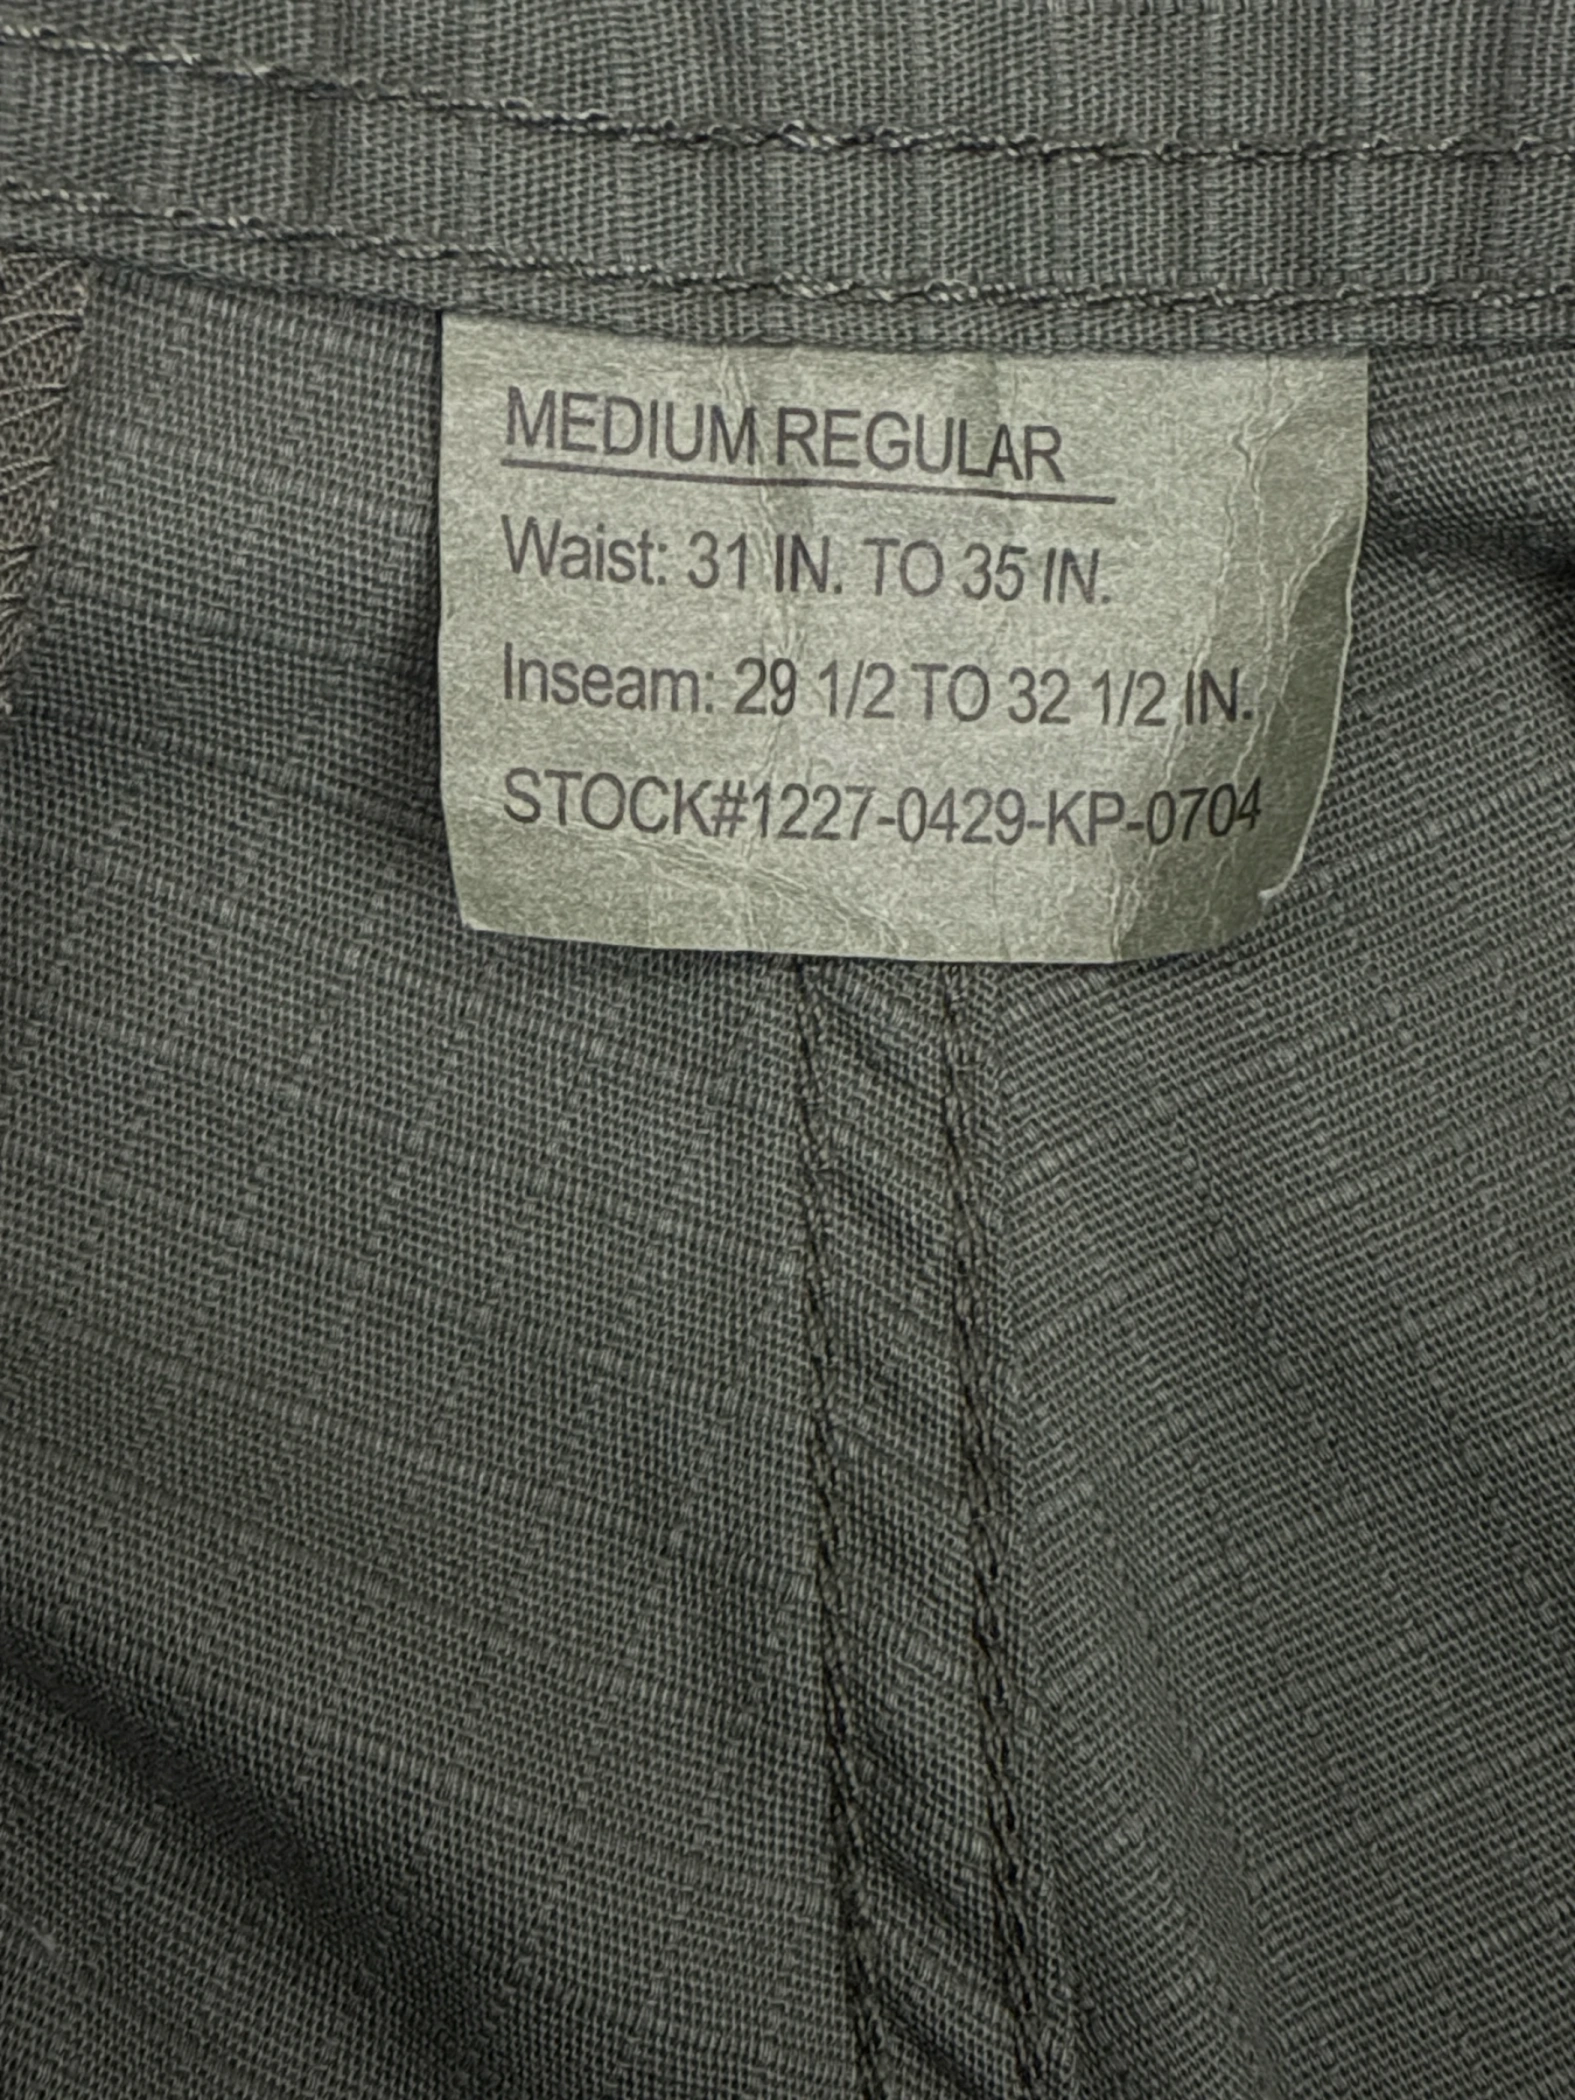 MEDIUM REGULAR
Waist: 31 IN. TO 35 IN.
Inseam: 29 1/2 TO 32 1/2 IN.
STOCK#1227-0429-KP-0704